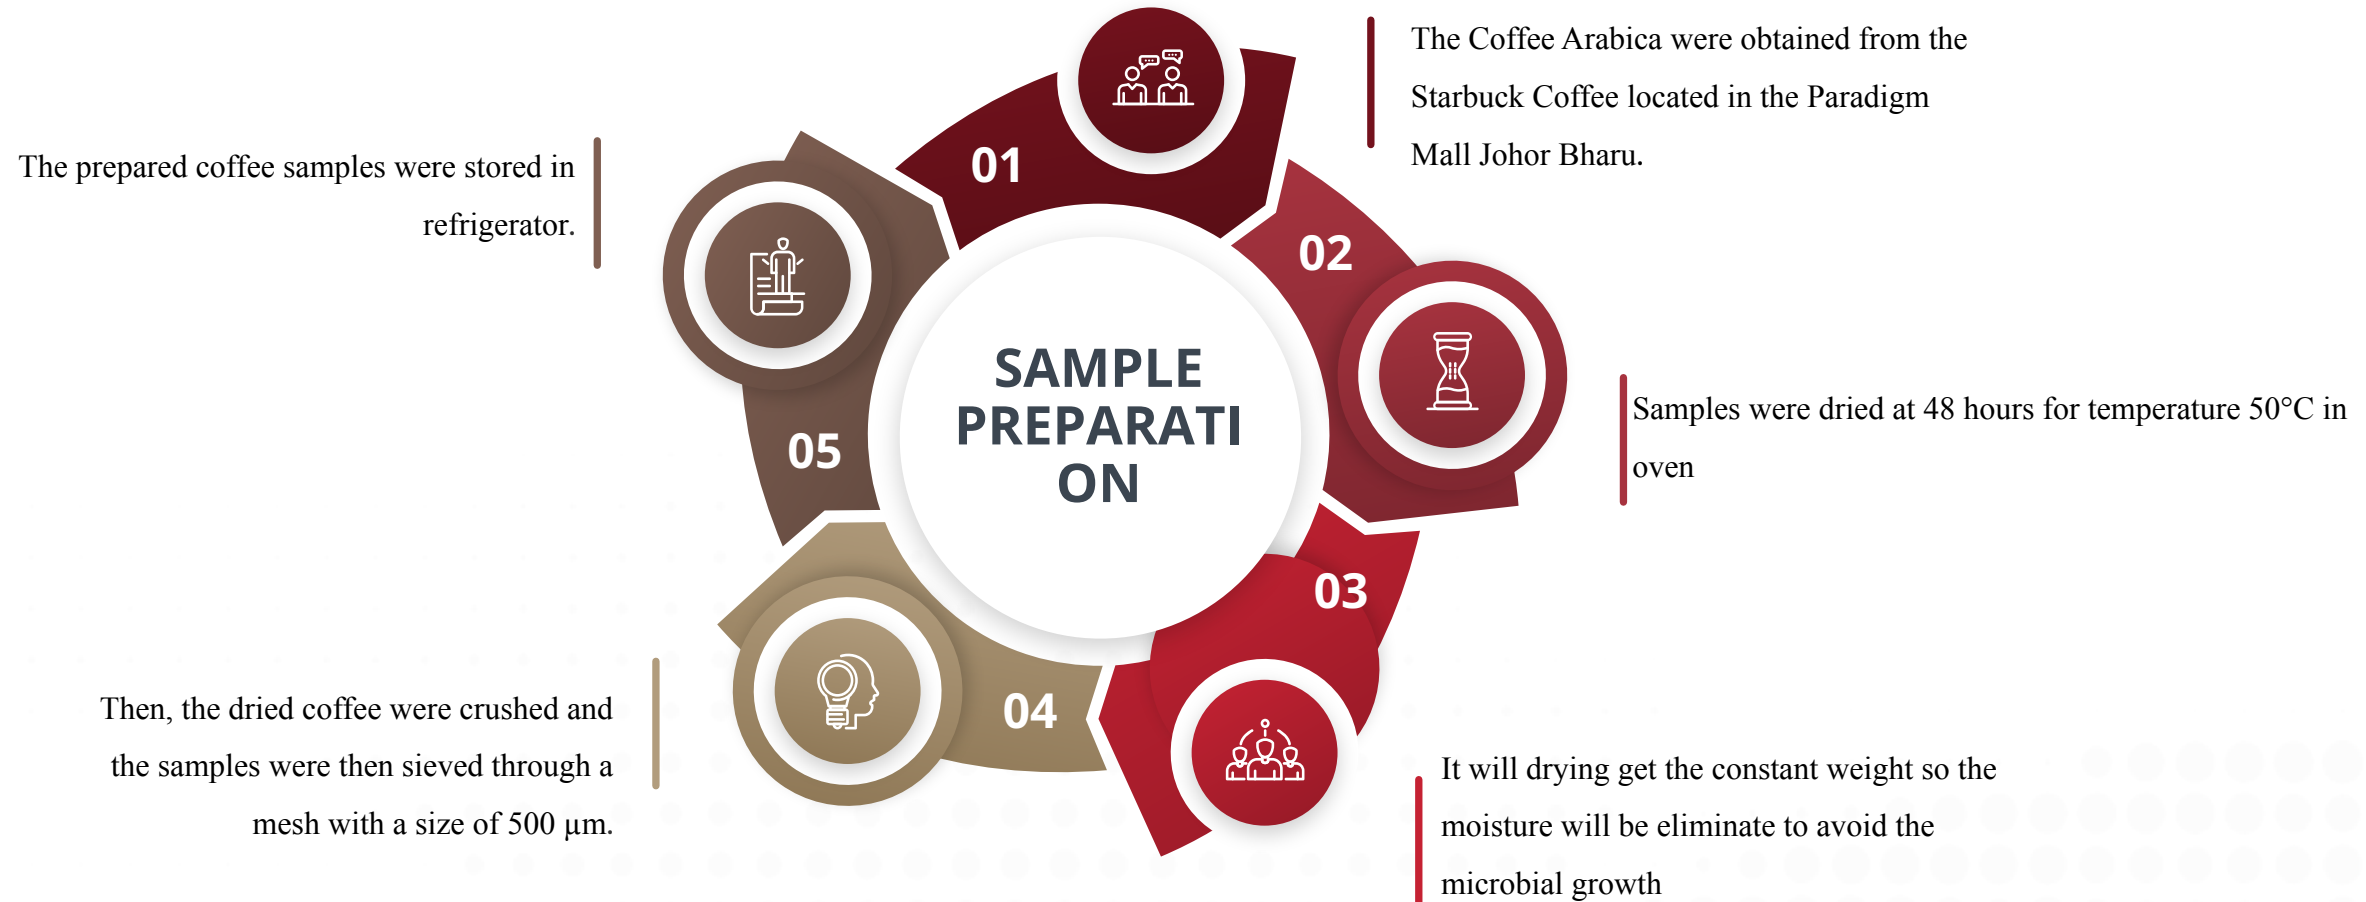 SAMPLE
PREPARATI
ON
01
The Coffee Arabica were obtained from the
Starbuck Coffee located in the Paradigm
Mall Johor Bharu.
02
Samples were dried at 48 hours for temperature 50°C in
oven
03
It will drying get the constant weight so the
moisture will be eliminate to avoid the
microbial growth
04
Then, the dried coffee were crushed and
the samples were then sieved through a
mesh with a size of 500 µm.
05
The prepared coffee samples were stored in
refrigerator.